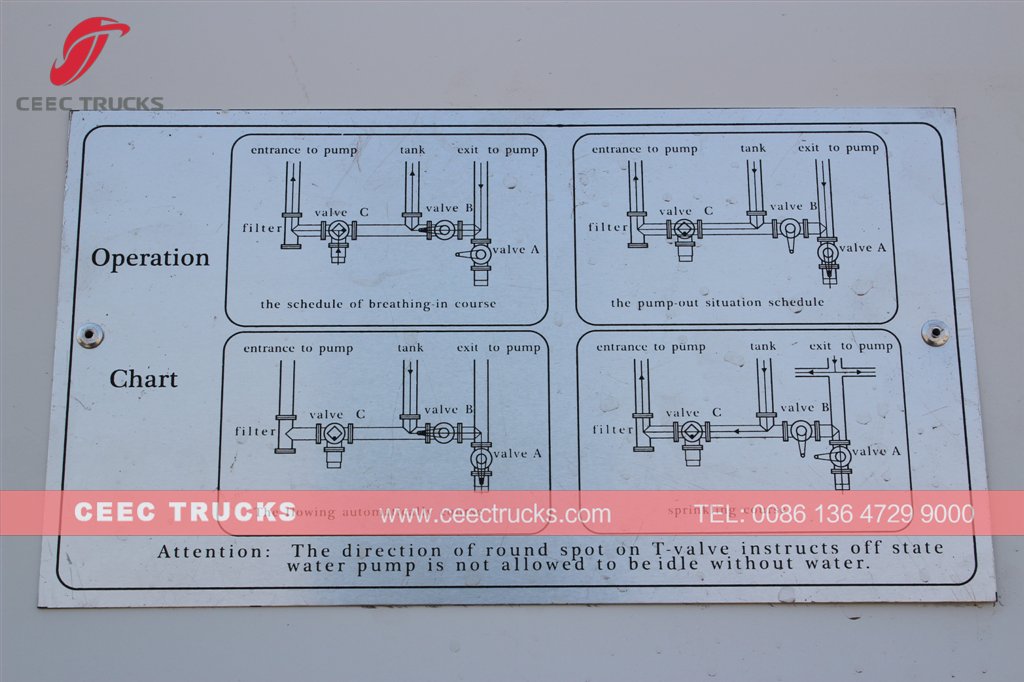 CEEC TRUCKS
Operation
Chart
entrance to pump tank exit to pump
valve C valve B
filter
valve A
the schedule of breathing-in course
entrance to pump tank exit to pump
valve C valve B
filter
valve A
the pump-out situation schedule
entrance to pump tank exit to pump
valve C valve B
filter
valve A
The flowing
entrance to pump tank exit to pump
valve C valve B
filter
valve A
CEEC TRUCKS www.ceectrucks.com TEL: 0086 136 4729 9000
Attention: The direction of round spot on T-valve instructs off state
water pump is not allowed to be idle without water.